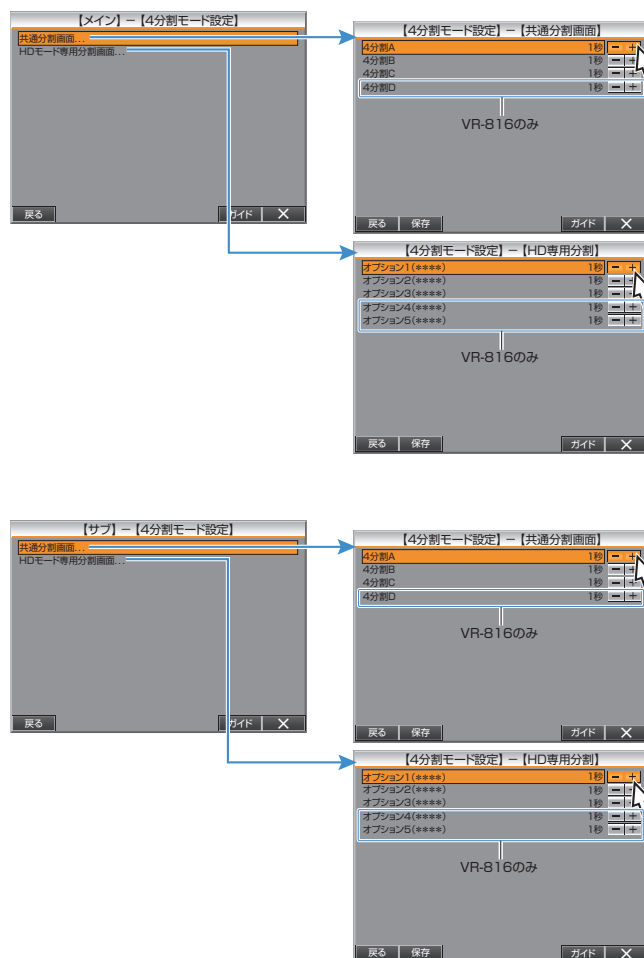 【メイン】－【4分割モード設定】
共通分割画面...
HDモード専用分割画面...
戻る
ガイド
×
【4分割モード設定】－【共通分割画面】
4分割A 1秒 － ＋
4分割B 1秒 － ＋
4分割C 1秒 － ＋
4分割D 1秒 － ＋
VR-816のみ
戻る 保存 ガイド ×
【4分割モード設定】－【HD専用分割】
オプション1(****) 1秒 － ＋
オプション2(****) 1秒 － ＋
オプション3(****) 1秒 － ＋
オプション4(****) 1秒 － ＋
オプション5(****) 1秒 － ＋
VR-816のみ
戻る 保存 ガイド ×
【サブ】－【4分割モード設定】
共通分割画面...
HDモード専用分割画面...
戻る
ガイド
×
【4分割モード設定】－【共通分割画面】
4分割A 1秒 － ＋
4分割B 1秒 － ＋
4分割C 1秒 － ＋
4分割D 1秒 － ＋
VR-816のみ
戻る 保存 ガイド ×
【4分割モード設定】－【HD専用分割】
オプション1(****) 1秒 － ＋
オプション2(****) 1秒 － ＋
オプション3(****) 1秒 － ＋
オプション4(****) 1秒 － ＋
オプション5(****) 1秒 － ＋
VR-816のみ
戻る 保存 ガイド ×